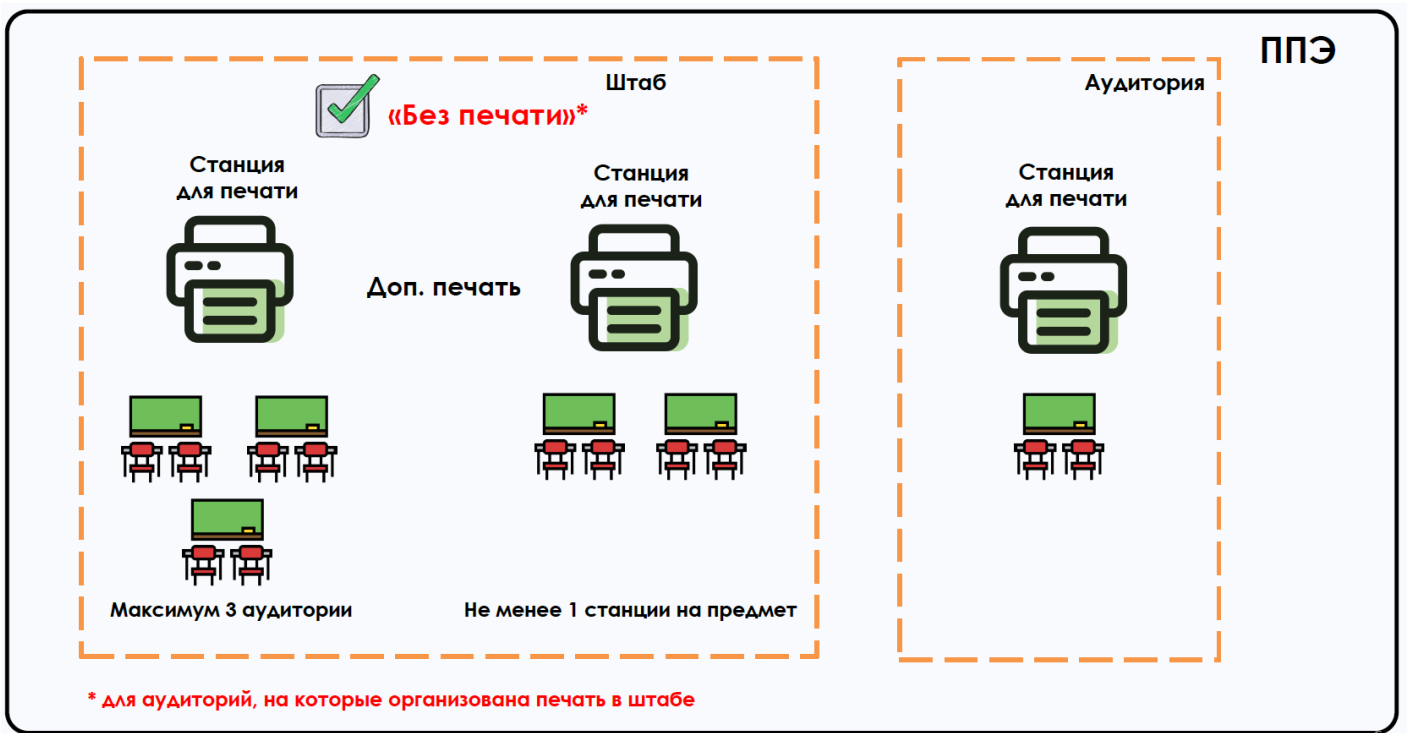 ППЭ
Штаб
«Без печати»*
Станция
для печати
Доп. печать
Станция
для печати
Максимум 3 аудитории
Не менее 1 станции на предмет
Аудитория
Станция
для печати
* для аудиторий, на которые организована печать в штабе